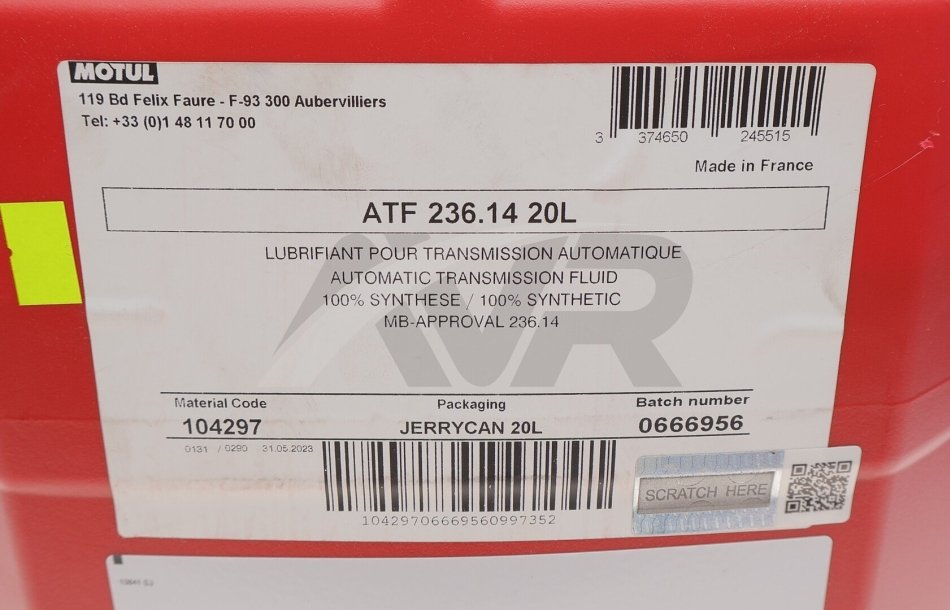 MOTUL
119 Bd Felix Faure - F-93 300 Aubervilliers
Tel: +33 (0)1 48 11 70 00
3 374650 245515
Made in France
ATF 236.14 20L
LUBRIFIANT POUR TRANSMISSION AUTOMATIQUE
AUTOMATIC TRANSMISSION FLUID
100% SYNTHESE / 100% SYNTHETIC
MB-APPROVAL 236.14
AVR
Material Code Packaging Batch number
104297 JERRYCAN 20L 0666956
0131 / 0290 31.05.2023
10429706669560997352
SCRATCH HERE